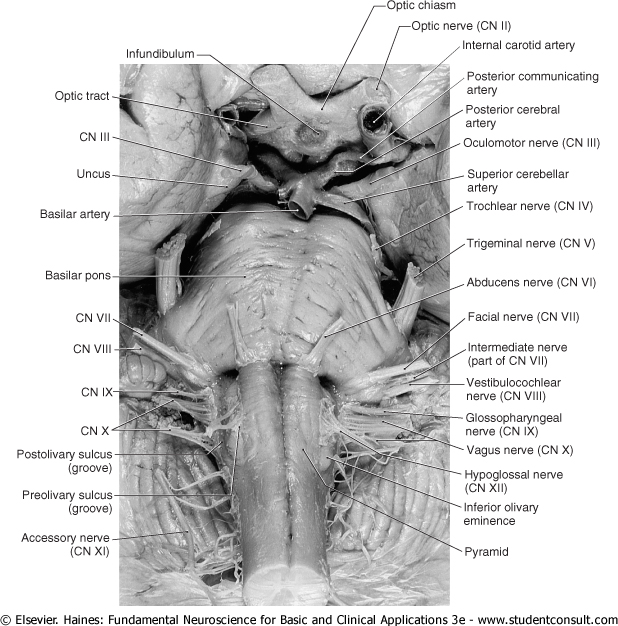 Optic chiasm
Optic nerve (CN II)
Infundibulum
Internal carotid artery
Optic tract
Posterior communicating
artery
Posterior cerebral
artery
CN III
Oculomotor nerve (CN III)
Uncus
Superior cerebellar
artery
Basilar artery
Trochlear nerve (CN IV)
Trigeminal nerve (CN V)
Basilar pons
Abducens nerve (CN VI)
CN VII
Facial nerve (CN VII)
CN VIII
Intermediate nerve
(part of CN VII)
Vestibulocochlear
nerve (CN VIII)
CN IX
Glossopharyngeal
nerve (CN IX)
CN X
Vagus nerve (CN X)
Postolivary sulcus
(groove)
Hypoglossal nerve
(CN XII)
Preolivary sulcus
(groove)
Inferior olivary
eminence
Accessory nerve
(CN XI)
Pyramid
© Elsevier. Haines: Fundamental Neuroscience for Basic and Clinical Applications 3e - www.studentconsult.com